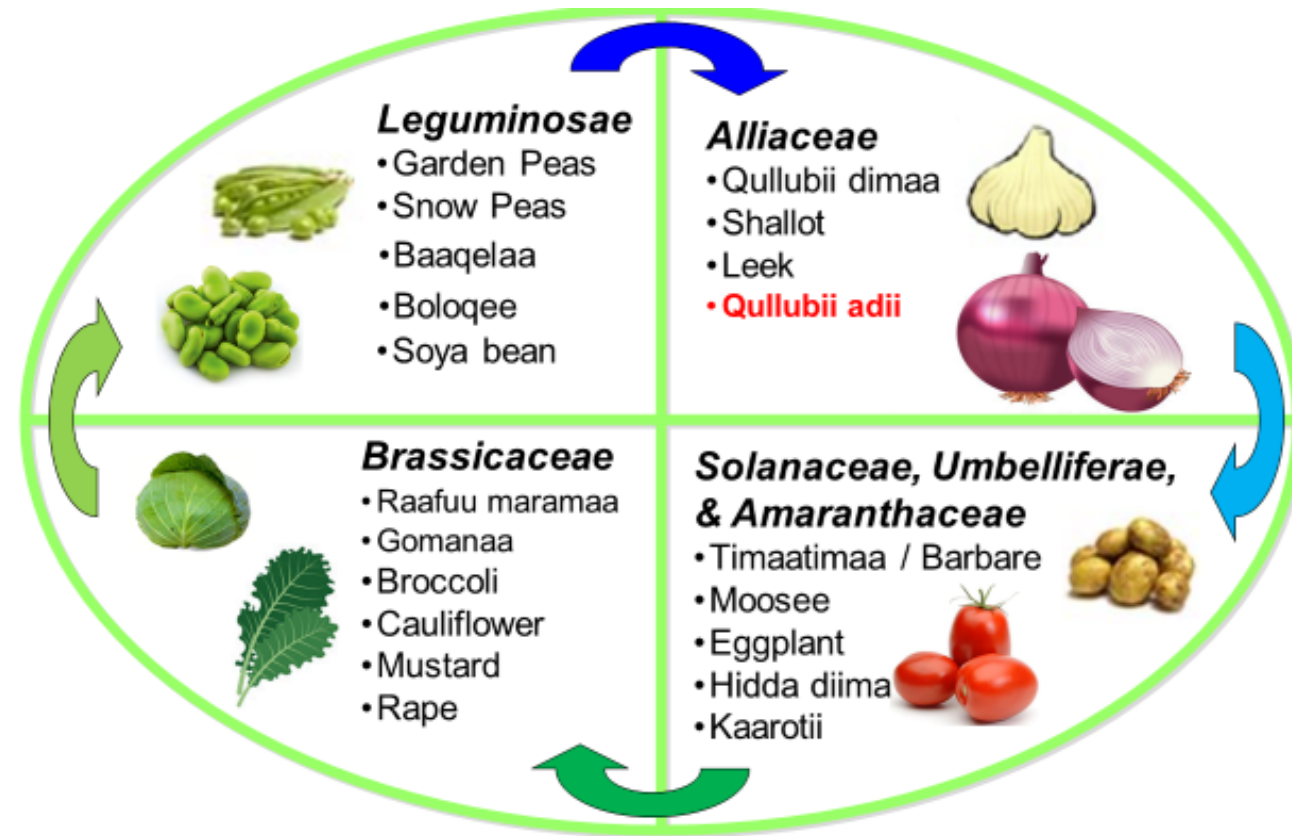 Leguminosae
•Garden Peas
•Snow Peas
•Baaqelaa
•Boloqee
•Soya bean
Alliaceae
•Qullubii dimaa
•Shallot
•Leek
•Qullubii adii
Brassicaceae
•Raafuu maramaa
•Gomanaa
•Broccoli
•Cauliflower
•Mustard
•Rape
Solanaceae, Umbelliferae,
& Amaranthaceae
•Timaatimaa / Barbare
•Moosee
•Eggplant
•Hidda diima
•Kaarotii